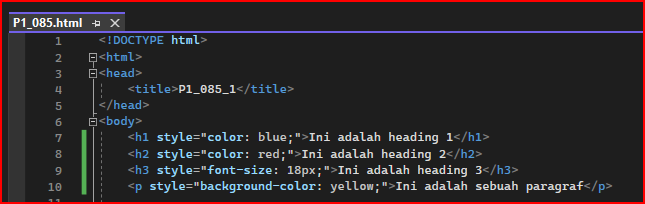 P1_085.html
1 <!DOCTYPE html>
2 <html>
3 <head>
4 <title>P1_085_1</title>
5 </head>
6 <body>
7 <h1 style="color: blue;">Ini adalah heading 1</h1>
8 <h2 style="color: red;">Ini adalah heading 2</h2>
9 <h3 style="font-size: 18px;">Ini adalah heading 3</h3>
10 <p style="background-color: yellow;">Ini adalah sebuah paragraf</p>